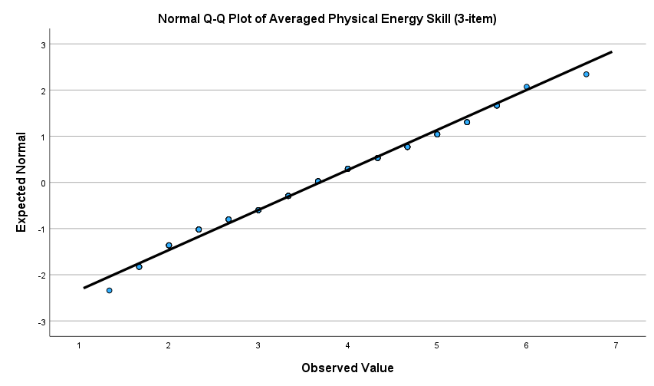 Normal Q-Q Plot of Averaged Physical Energy Skill (3-item)
3
2
1
0
-1
-2
-3
Expected Normal
1 2 3 4 5 6 7
Observed Value